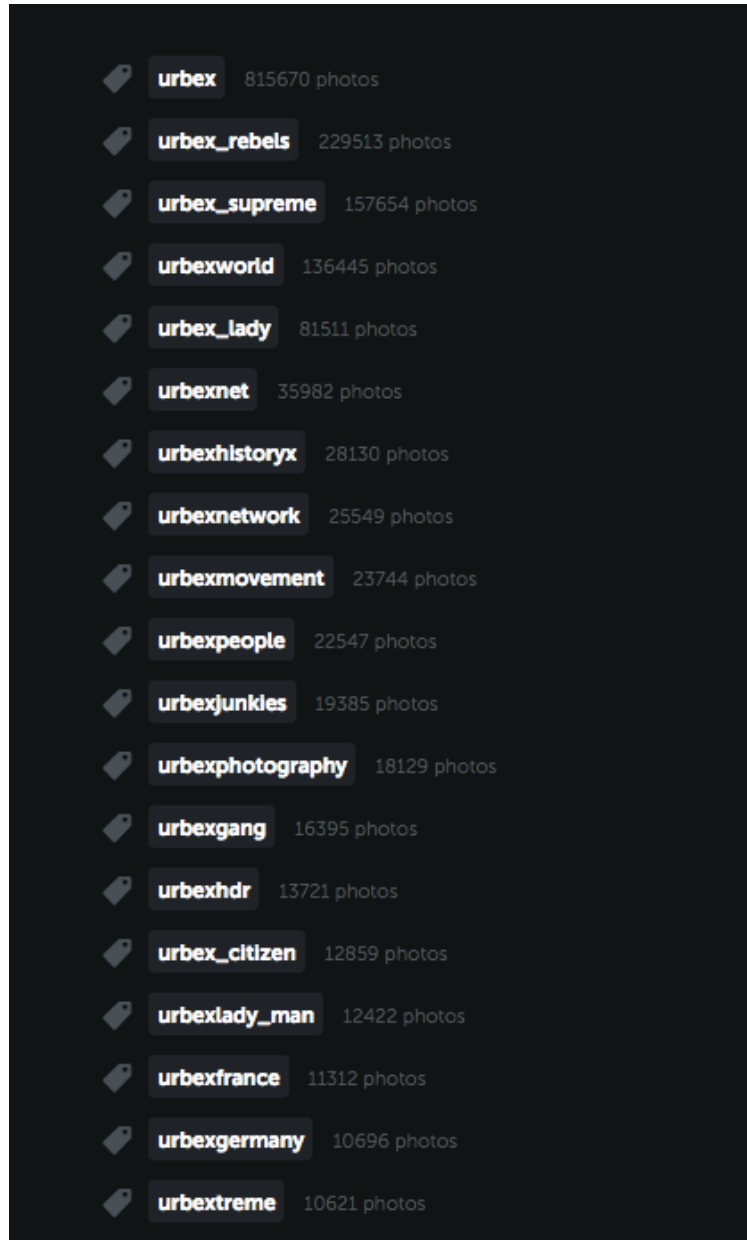 urbex 815670 photos
urbex_rebels 229513 photos
urbex_supreme 157654 photos
urbexworld 136445 photos
urbex_lady 81511 photos
urbexnet 35982 photos
urbexhistoryx 28130 photos
urbexnetwork 25549 photos
urbexmovement 23744 photos
urbexpeople 22547 photos
urbexjunkies 19385 photos
urbexphotography 18129 photos
urbexgang 16395 photos
urbexhdr 13721 photos
urbex_citizen 12859 photos
urbexlady_man 12422 photos
urbexfrance 11312 photos
urbexgermany 10696 photos
urbextreme 10621 photos